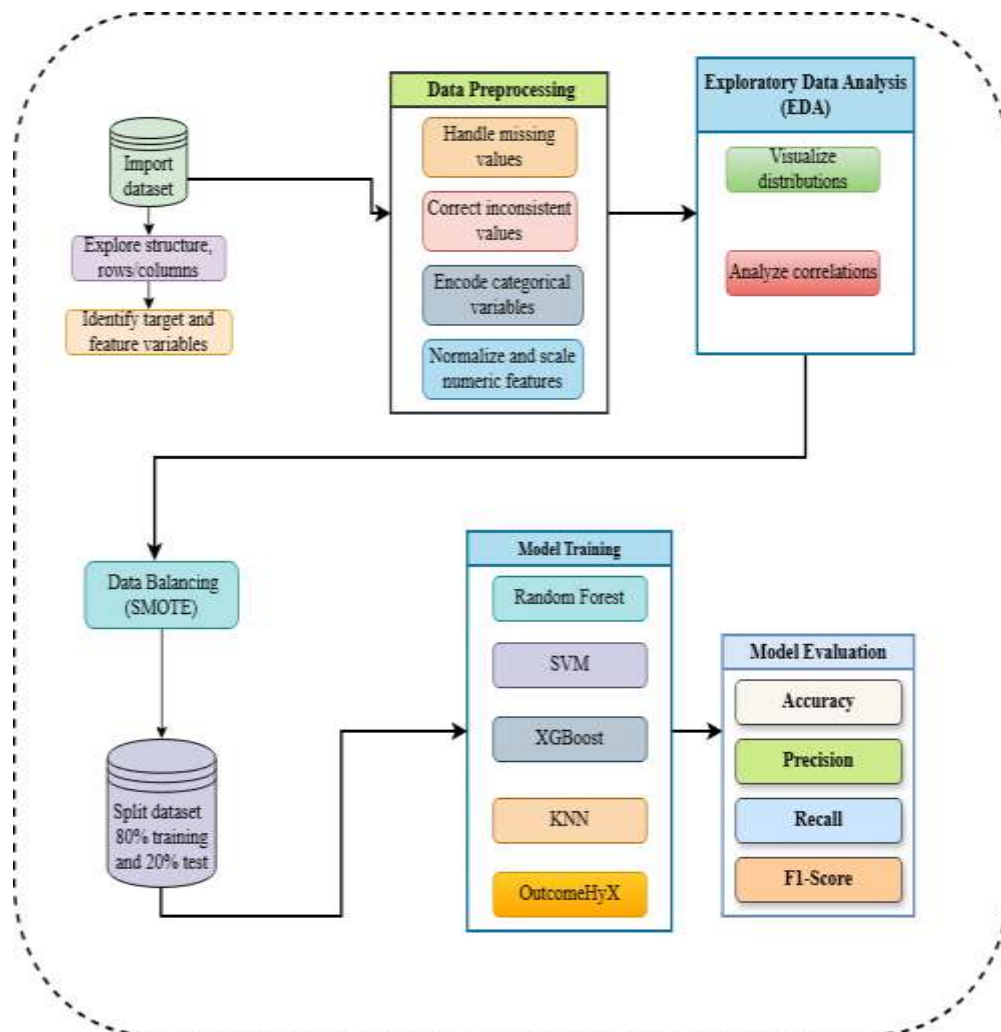 Import
dataset
Explore structure,
rows/columns
Identify target and
feature variables
Data Preprocessing
Handle missing
values
Correct inconsistent
values
Encode categorical
variables
Normalize and scale
numeric features
Exploratory Data Analysis
(EDA)
Visualize
distributions
Analyze correlations
Data Balancing
(SMOTE)
Split dataset
80% training
and 20% test
Model Training
Random Forest
SVM
XGBoost
KNN
OutcomeHyX
Model Evaluation
Accuracy
Precision
Recall
F1-Score